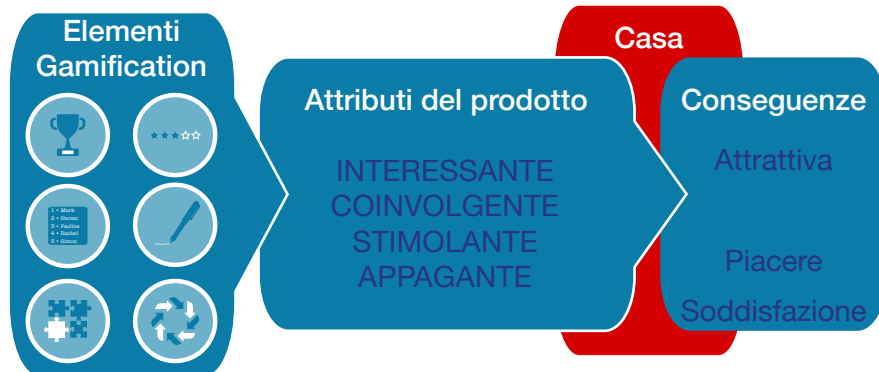 Elementi
Gamification
1 • Mark
2 • Steven
3 • Pauline
4 • Rachel
5 • Simon
Attributi del prodotto
INTERESSANTE
COINVOLGENTE
STIMOLANTE
APPAGANTE
Casa
Conseguenze
Attrattiva
Piacere
Soddisfazione